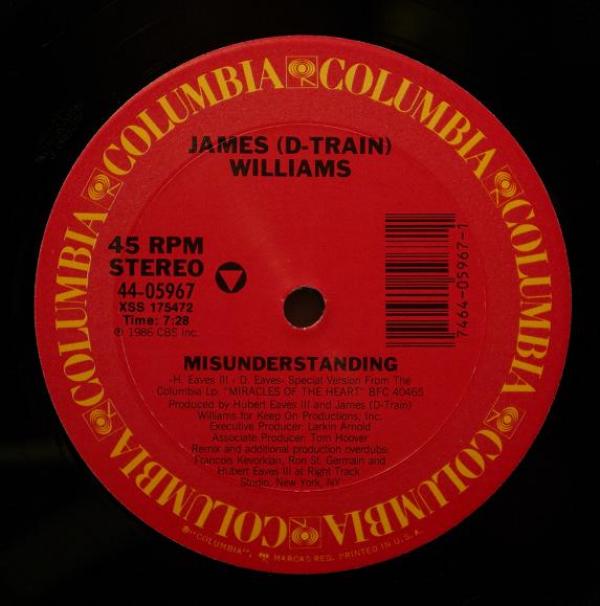 COLUMBIA COLUMBIA COLUMBIA COLUMBIA COLUMBIA COLUMBIA
JAMES (D-TRAIN)
WILLIAMS
45 RPM
STEREO
44-05967
XSS 175472
Time: 7:28
℗ 1986 CBS Inc.
7464-05967-1
MISUNDERSTANDING
-H. Eaves III - D. Eaves- Special Version From The
Columbia Lp. "MIRACLES OF THE HEART" BFC 40465
Produced by Hubert Eaves III and James (D-Train)
Williams for Keep On Productions, Inc.
Executive Producer: Larkin Arnold
Associate Producer: Tom Hoover
Remix and additional production overdubs:
Francois Kevorkian, Ron St. Germain and
Hubert Eaves III at Right Track
Studio, New York, NY
"COLUMBIA", MARCAS REG. PRINTED IN U.S.A.